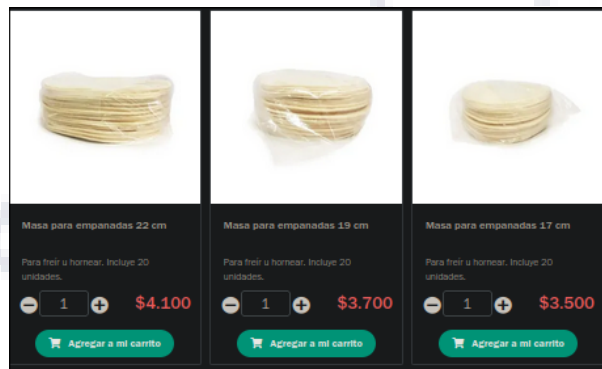 Masa para empanadas 22 cm
Para freír u hornear. Incluye 20
unidades.
1
$4.100
Agregar a mi carrito
Masa para empanadas 19 cm
Para freír u hornear. Incluye 20
unidades.
1
$3.700
Agregar a mi carrito
Masa para empanadas 17 cm
Para freír u hornear. Incluye 20
unidades.
1
$3.500
Agregar a mi carrito